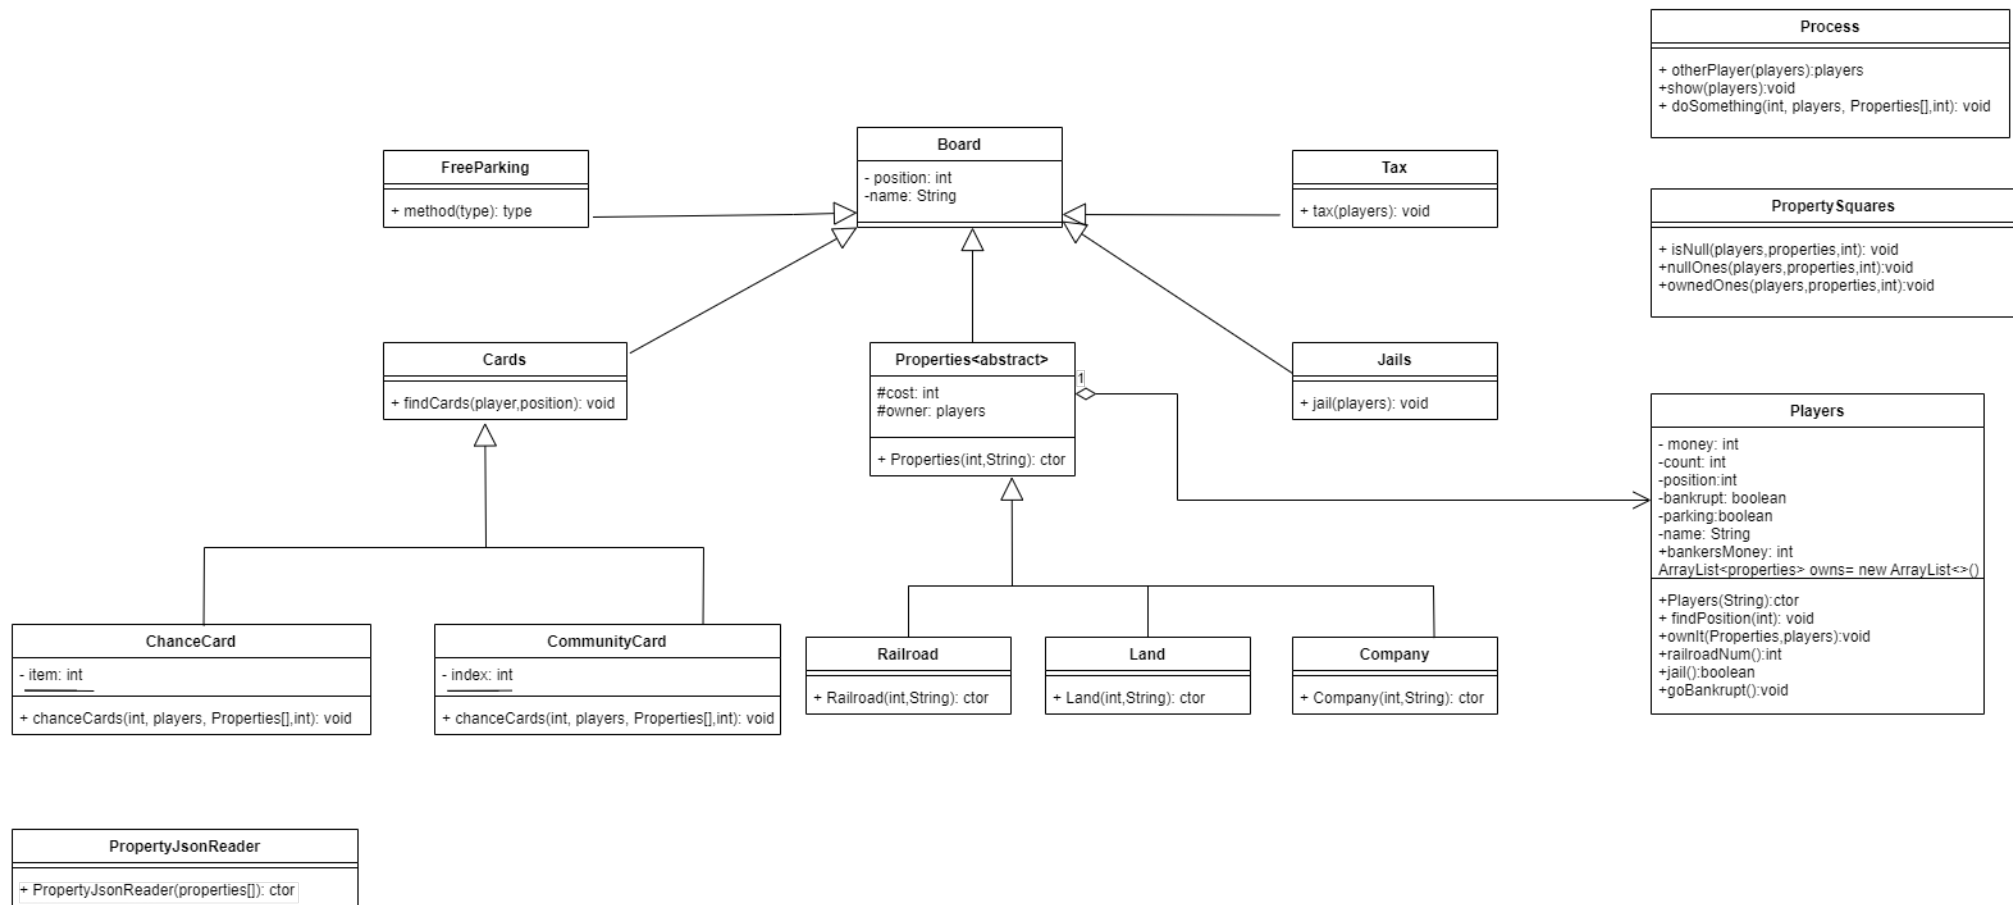 Process
+ otherPlayer(players):players
+show(players):void
+ doSomething(int, players, Properties[],int): void
Board
- position: int
-name: String
FreeParking
+ method(type): type
Tax
+ tax(players): void
PropertySquares
+ isNull(players,properties,int): void
+nullOnes(players,properties,int):void
+ownedOnes(players,properties,int):void
Cards
+ findCards(player,position): void
Properties<abstract>
#cost: int
#owner: players
+ Properties(int,String): ctor
1
Jails
+ jail(players): void
Players
- money: int
-count: int
-position:int
-bankrupt: boolean
-parking:boolean
-name: String
+bankersMoney: int
ArrayList<properties> owns= new ArrayList<>()
+Players(String):ctor
+ findPosition(int): void
+ownIt(Properties,players):void
+railroadNum():int
+jail():boolean
+goBankrupt():void
ChanceCard
- item: int
+ chanceCards(int, players, Properties[],int): void
CommunityCard
- index: int
+ chanceCards(int, players, Properties[],int): void
Railroad
+ Railroad(int,String): ctor
Land
+ Land(int,String): ctor
Company
+ Company(int,String): ctor
PropertyJsonReader
+ PropertyJsonReader(properties[]): ctor